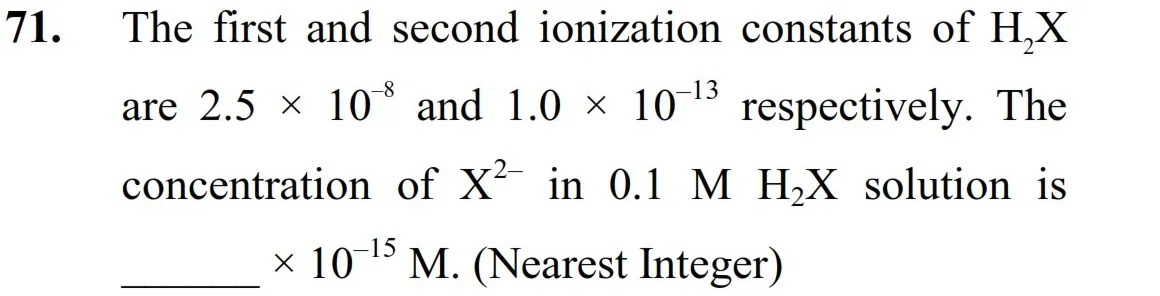 71. The first and second ionization constants of H₂X
are 2.5 × 10⁻⁸ and 1.0 × 10⁻¹³ respectively. The
concentration of X²⁻ in 0.1 M H₂X solution is
______ × 10⁻¹⁵ M. (Nearest Integer)